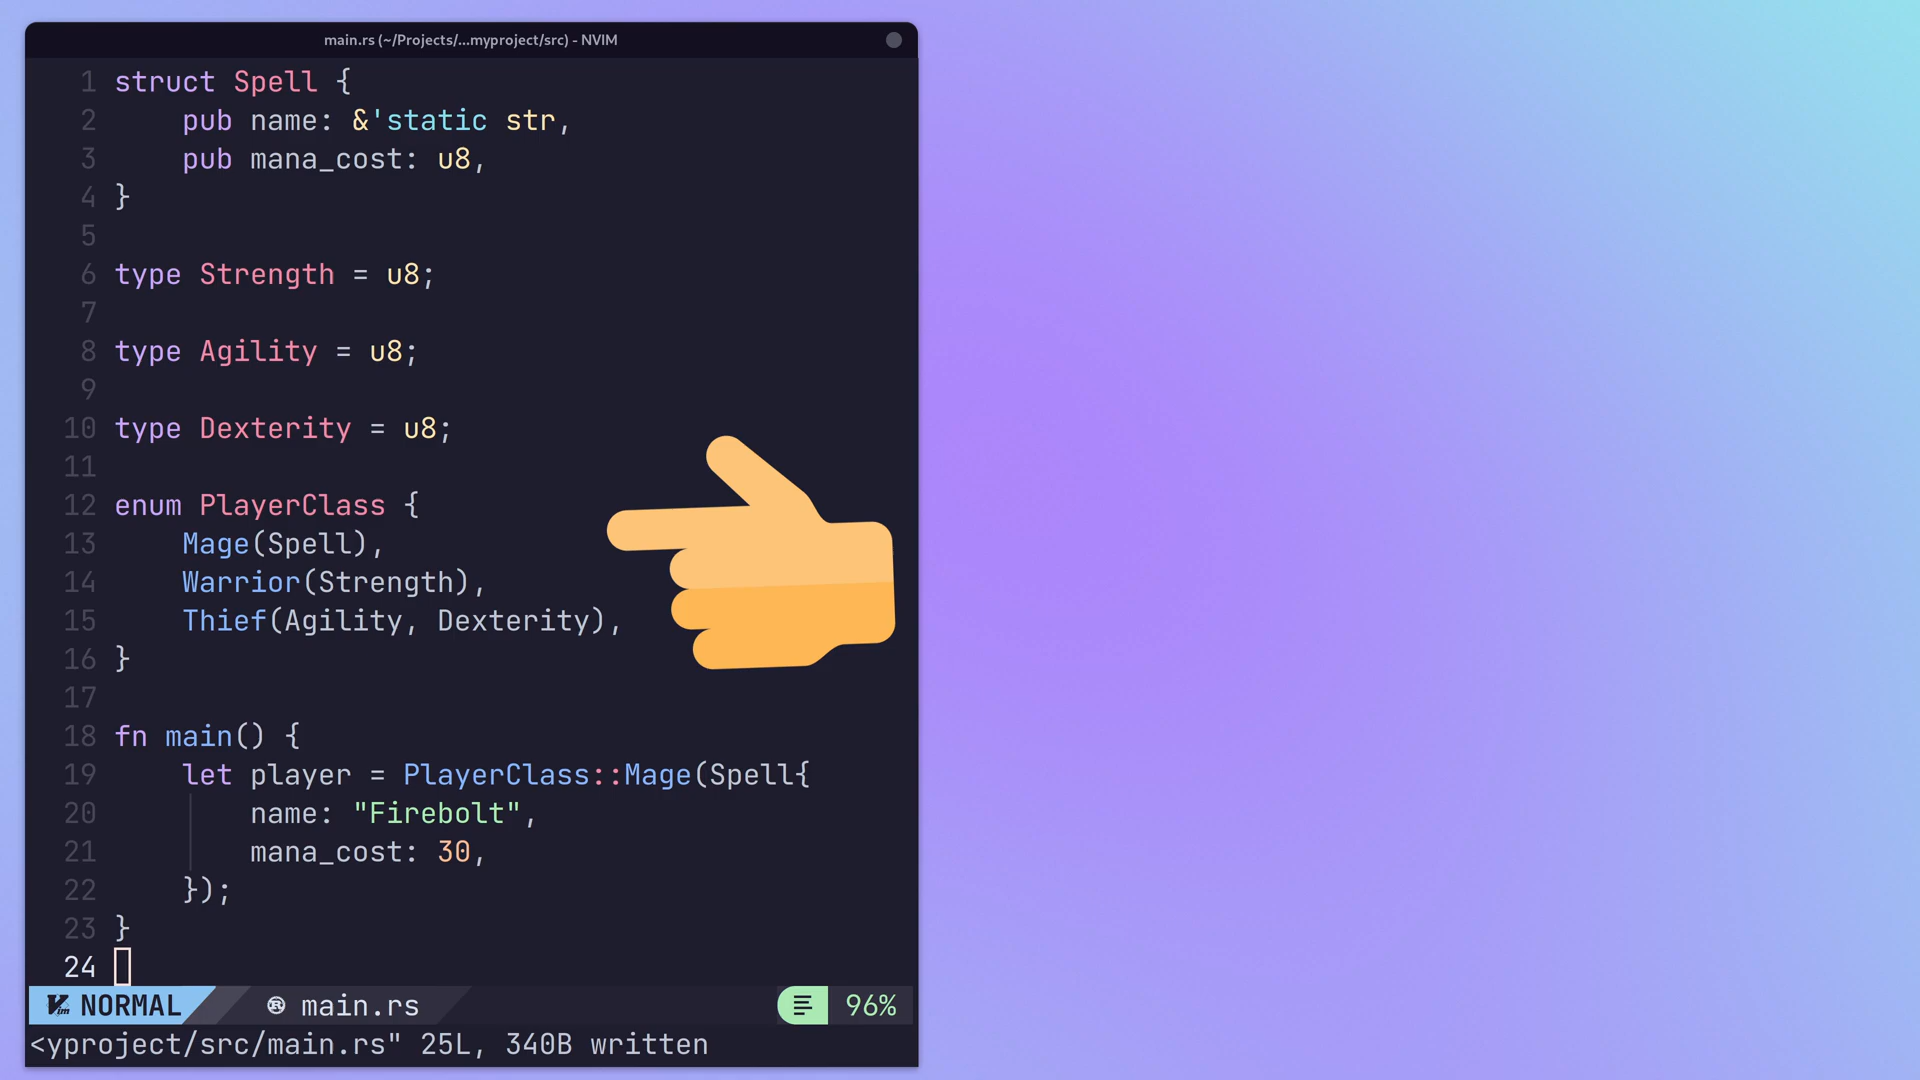 main.rs (~/Projects/...myproject/src) - NVIM
1 struct Spell {
2     pub name: &'static str,
3     pub mana_cost: u8,
4 }
5
6 type Strength = u8;
7
8 type Agility = u8;
9
10 type Dexterity = u8;
11
12 enum PlayerClass {
13     Mage(Spell),
14     Warrior(Strength),
15     Thief(Agility, Dexterity),
16 }
17
18 fn main() {
19     let player = PlayerClass::Mage(Spell{
20         name: "Firebolt",
21         mana_cost: 30,
22     });
23 }
24
Vim NORMAL main.rs 96%
<yproject/src/main.rs" 25L, 340B written